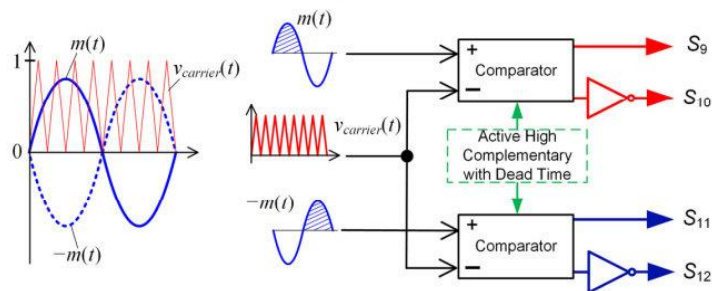 m(t)
1
v_carrier(t)
0
−m(t)
m(t)
v_carrier(t)
−m(t)
+
Comparator
−
Active High
Complementary
with Dead Time
+
Comparator
−
S₉
S₁₀
S₁₁
S₁₂